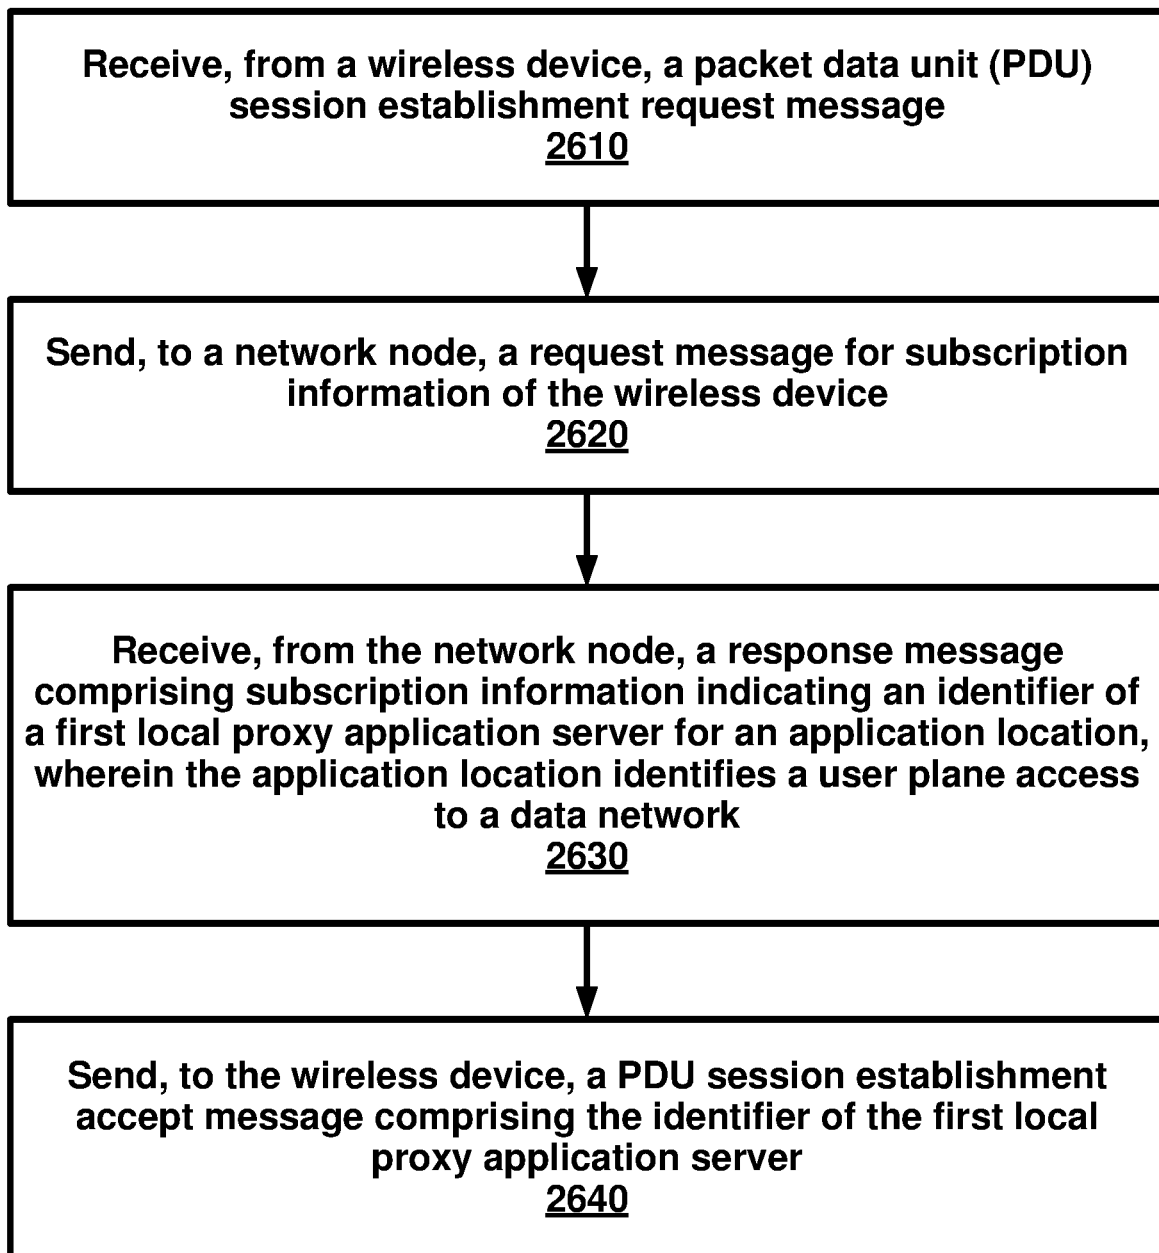 Receive, from a wireless device, a packet data unit (PDU)
session establishment request message
2610
Send, to a network node, a request message for subscription
information of the wireless device
2620
Receive, from the network node, a response message
comprising subscription information indicating an identifier of
a first local proxy application server for an application location,
wherein the application location identifies a user plane access
to a data network
2630
Send, to the wireless device, a PDU session establishment
accept message comprising the identifier of the first local
proxy application server
2640